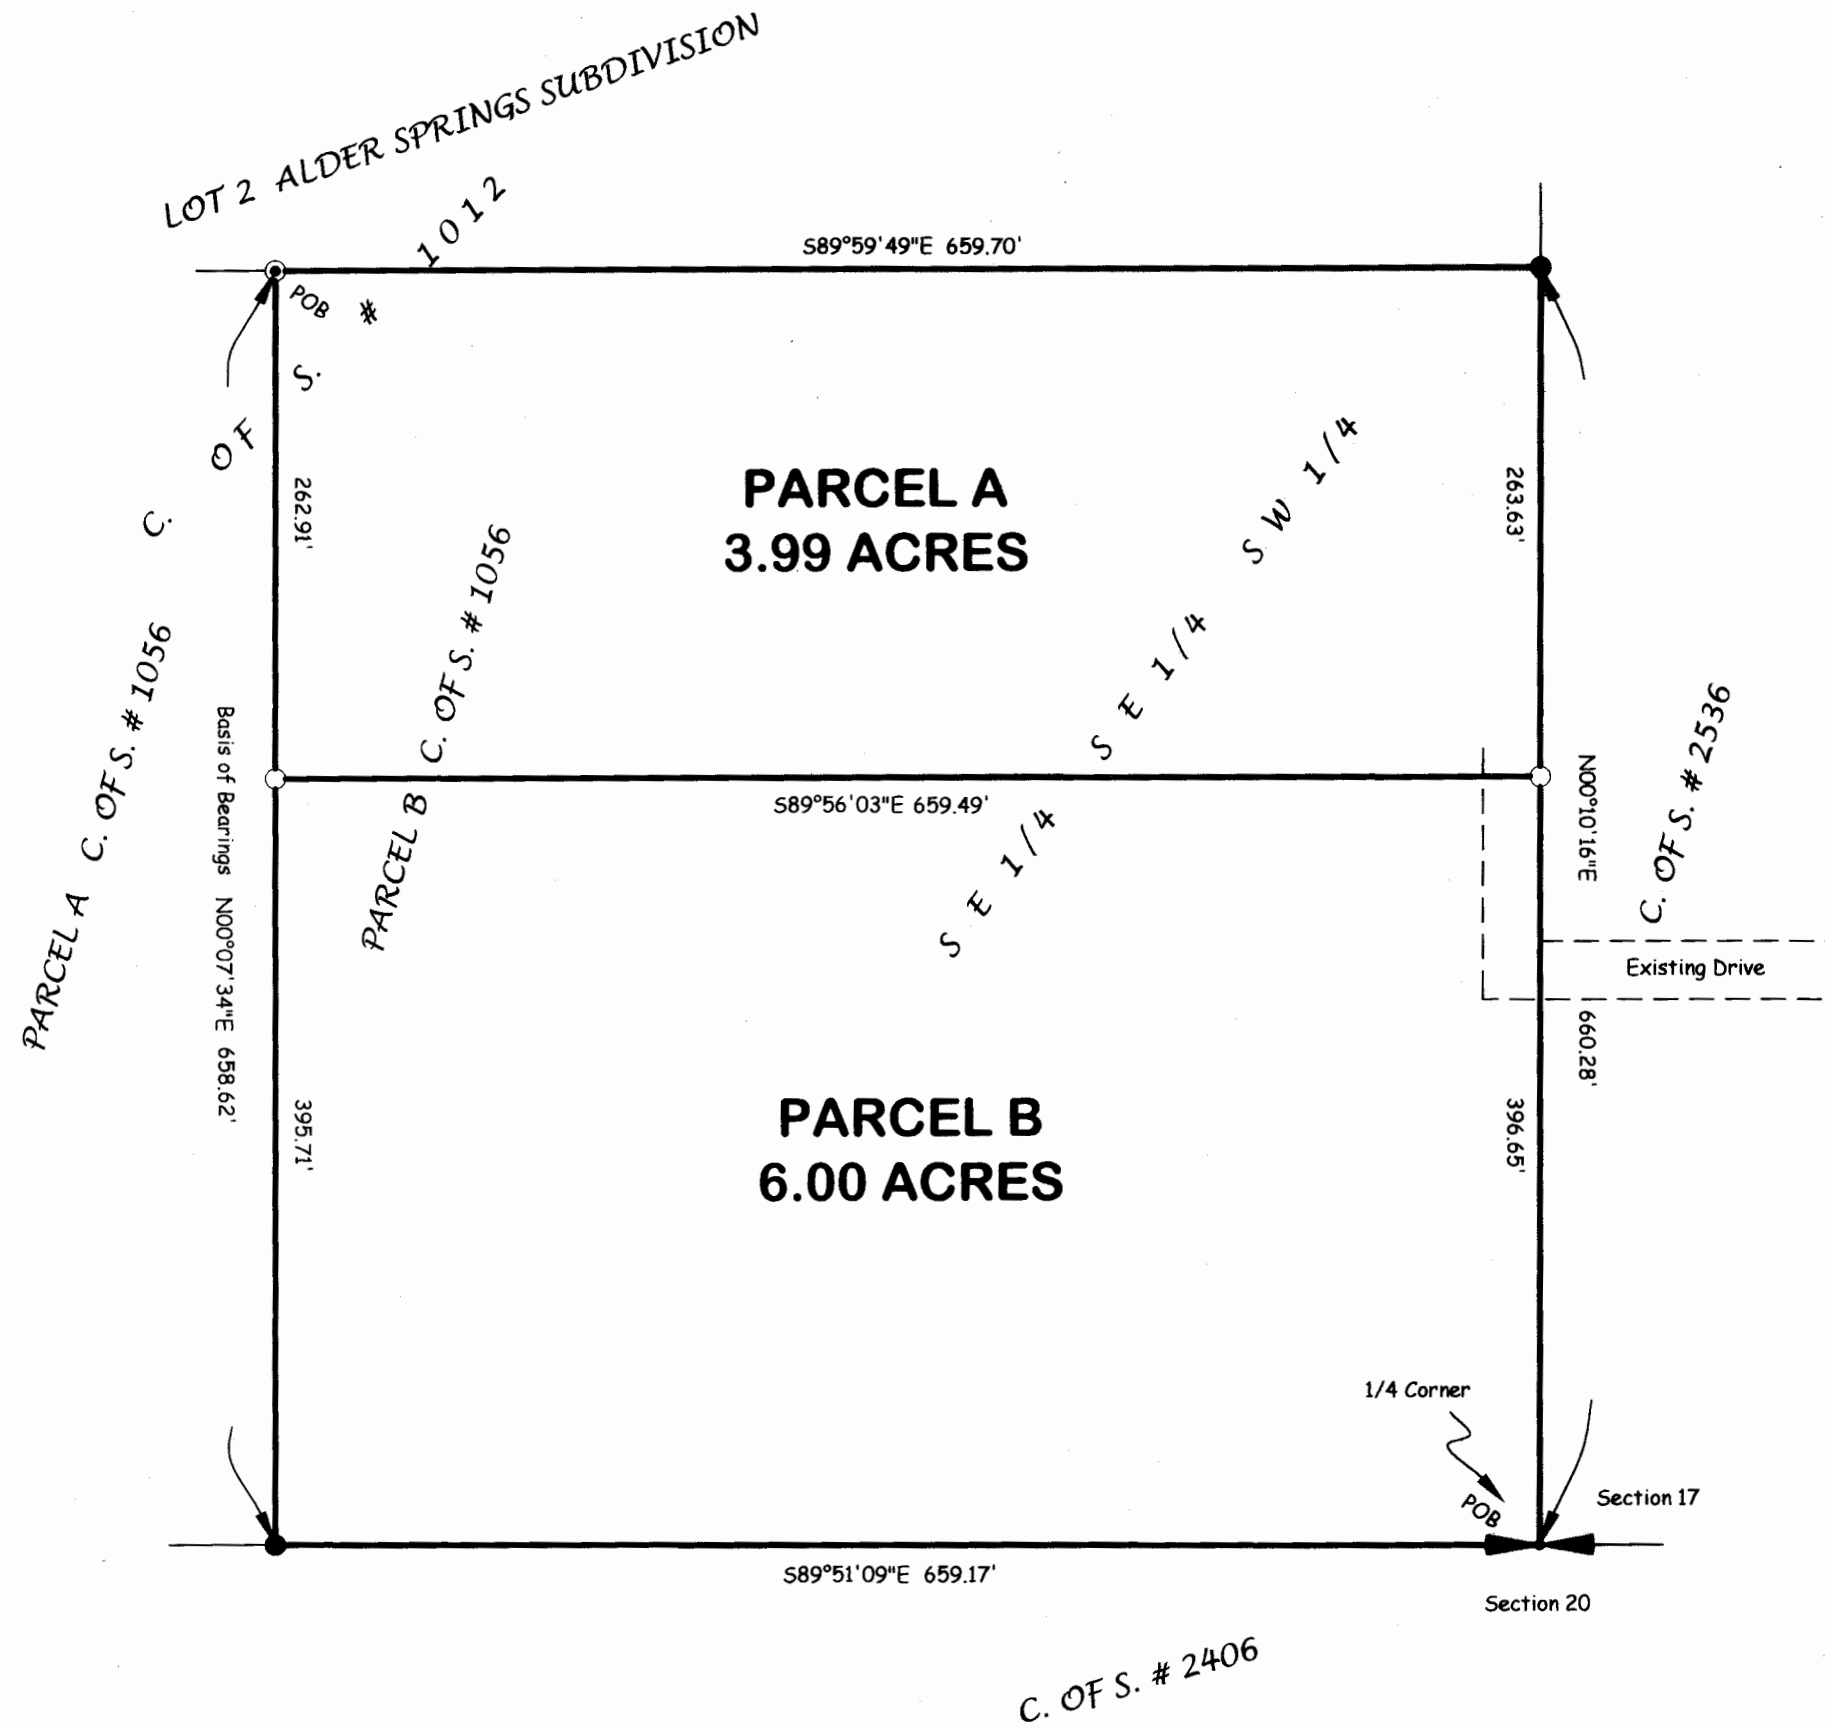 LOT 2 ALDER SPRINGS SUBDIVISION
C. OF S. # 1012
S89°59'49"E 659.70'
POB
262.91'
PARCEL A
3.99 ACRES
263.63'
SE 1/4 SE 1/4 SW 1/4
PARCEL A C. OF S. # 1056
PARCEL B C. OF S. # 1056
Basis of Bearings N00°07'34"E 658.62'
S89°56'03"E 659.49'
N00°10'16"E 660.28'
C. OF S. # 2536
Existing Drive
395.71'
PARCEL B
6.00 ACRES
396.65'
1/4 Corner
POB
Section 17
S89°51'09"E 659.17'
Section 20
C. OF S. # 2406